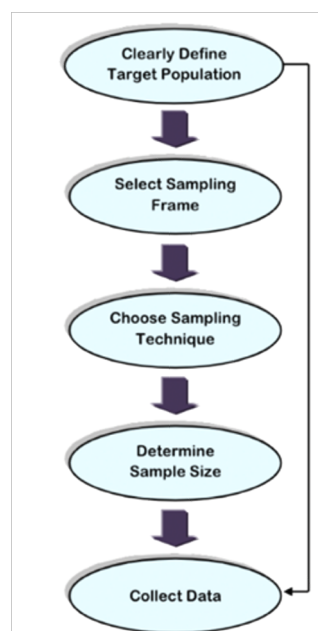 Clearly Define
Target Population
Select Sampling
Frame
Choose Sampling
Technique
Determine
Sample Size
Collect Data